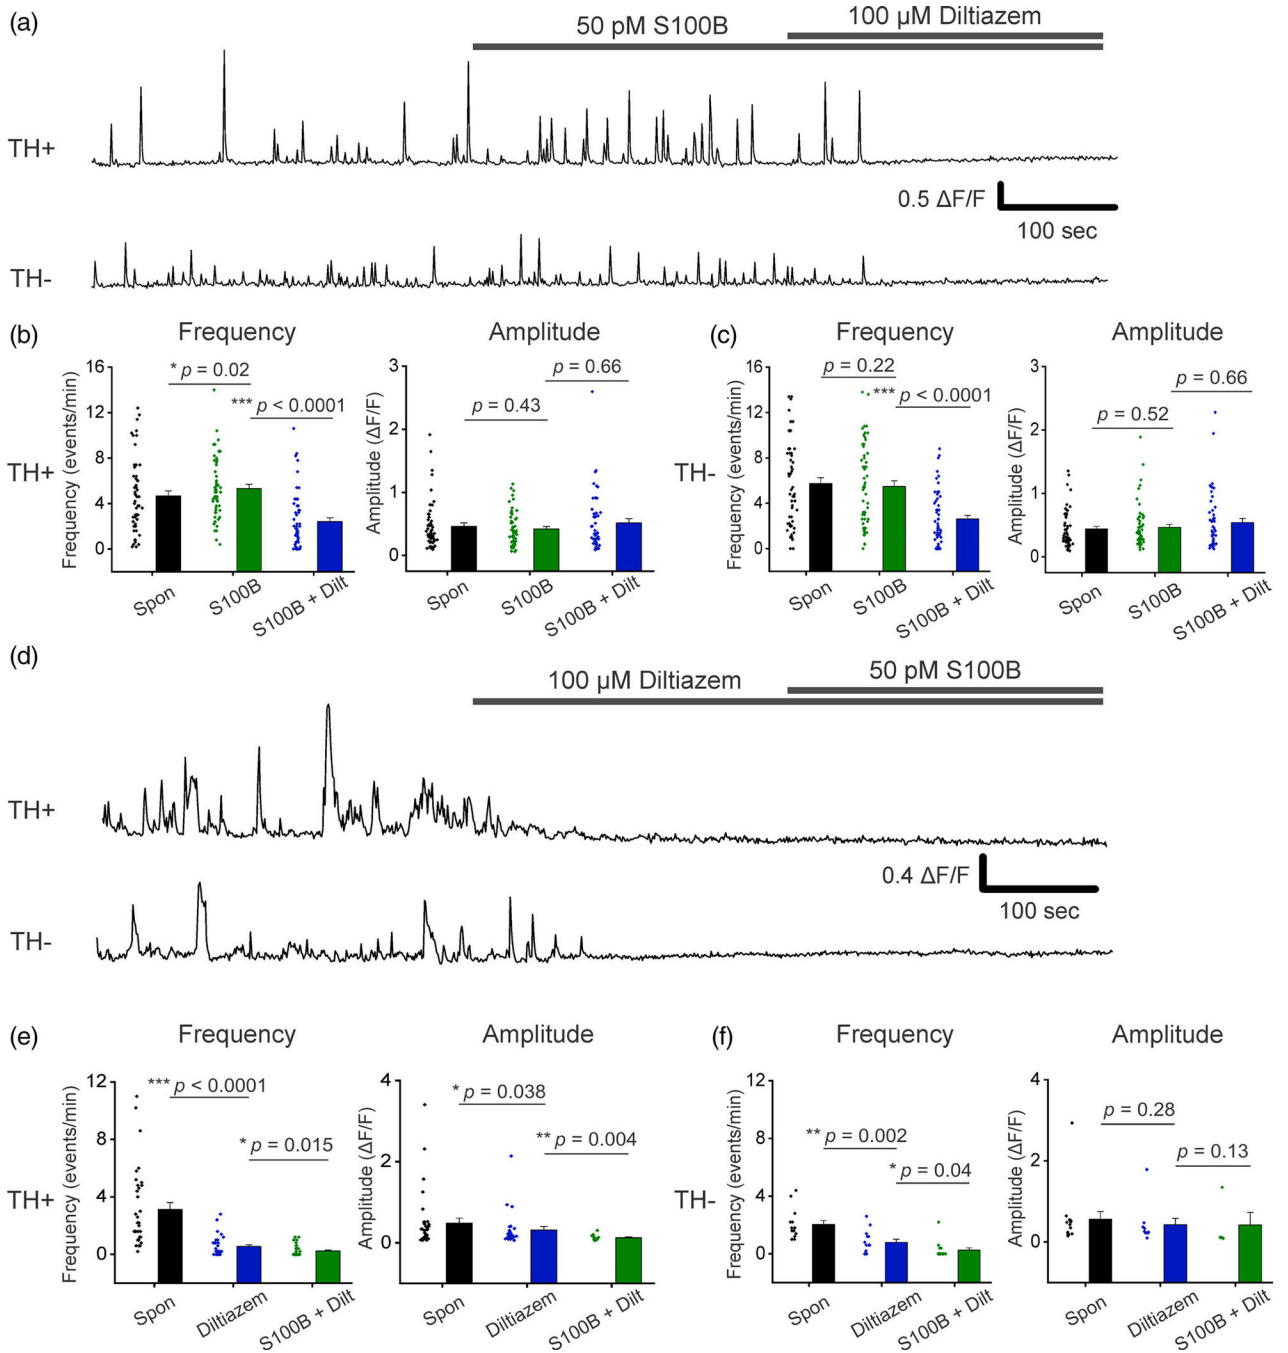 (a)
50 pM S100B
100 µM Diltiazem
TH+
0.5 ΔF/F
100 sec
TH-
(b)
Frequency
Amplitude
(c)
Frequency
Amplitude
TH+
Frequency (events/min)
16
12
8
4
0
* p = 0.02
*** p < 0.0001
Spon
S100B
S100B + Dilt
Amplitude (ΔF/F)
3
2
1
0
p = 0.43
p = 0.66
Spon
S100B
S100B + Dilt
TH-
Frequency (events/min)
16
12
8
4
0
p = 0.22
*** p < 0.0001
Spon
S100B
S100B + Dilt
Amplitude (ΔF/F)
3
2
1
0
p = 0.52
p = 0.66
Spon
S100B
S100B + Dilt
(d)
100 µM Diltiazem
50 pM S100B
TH+
0.4 ΔF/F
100 sec
TH-
(e)
Frequency
Amplitude
(f)
Frequency
Amplitude
TH+
Frequency (events/min)
12
8
4
0
*** p < 0.0001
* p = 0.015
Spon
Diltiazem
S100B + Dilt
Amplitude (ΔF/F)
4
2
0
* p = 0.038
** p = 0.004
Spon
Diltiazem
S100B + Dilt
TH-
Frequency (events/min)
12
8
4
0
** p = 0.002
* p = 0.04
Spon
Diltiazem
S100B + Dilt
Amplitude (ΔF/F)
4
2
0
p = 0.28
p = 0.13
Spon
Diltiazem
S100B + Dilt